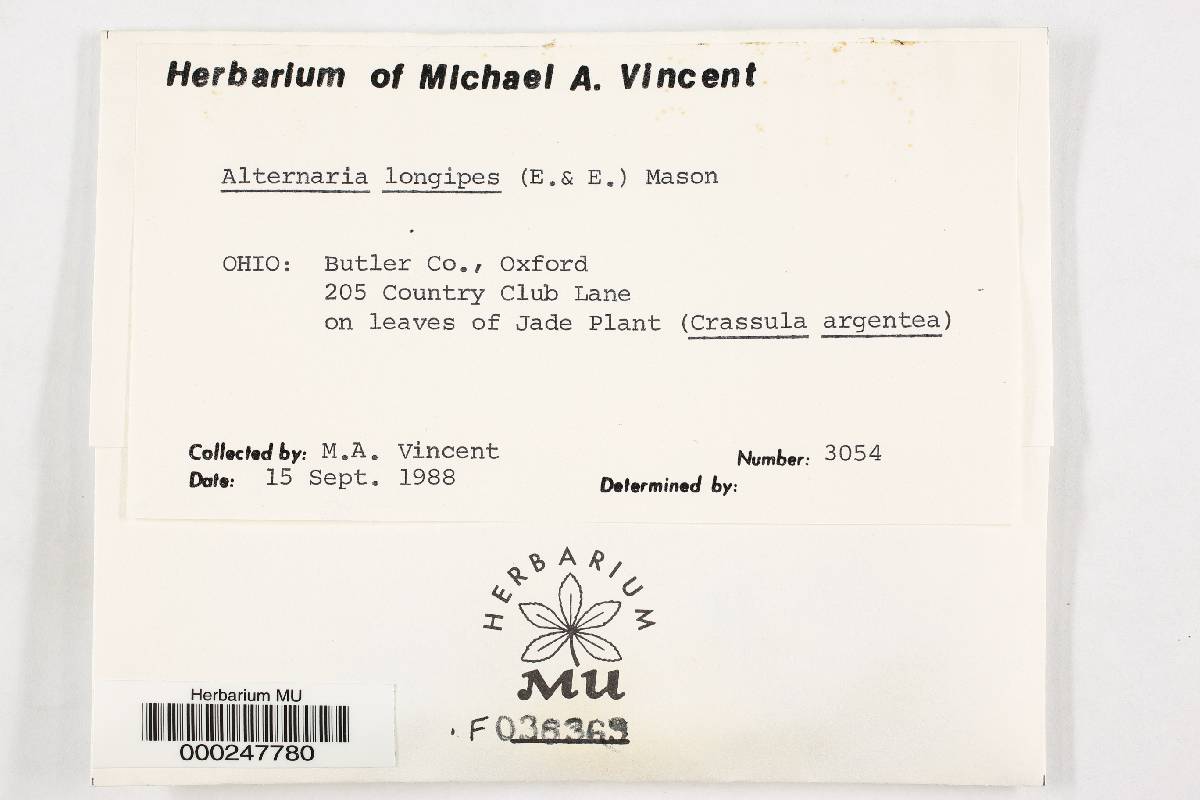 Herbarium of Michael A. Vincent
Alternaria longipes (E.& E.) Mason
OHIO: Butler Co., Oxford
205 Country Club Lane
on leaves of Jade Plant (Crassula argentea)
Collected by: M.A. Vincent
Number: 3054
Date: 15 Sept. 1988
Determined by:
HERBARIUM
MU
Herbarium MU
000247780
F036369